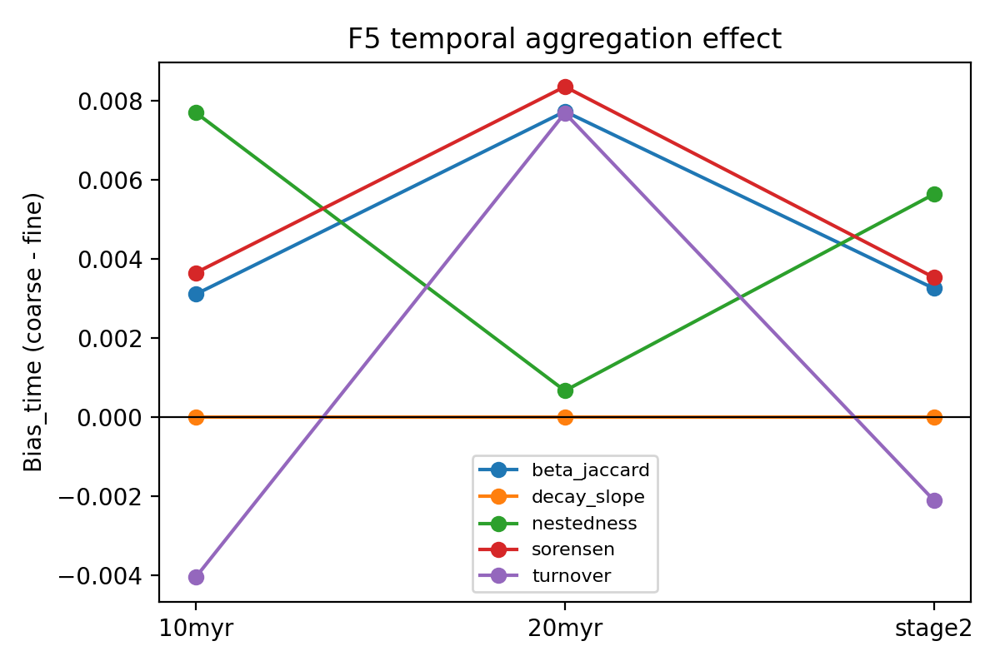 F5 temporal aggregation effect
Bias_time (coarse - fine)
0.008
0.006
0.004
0.002
0.000
−0.002
−0.004
10myr
20myr
stage2
beta_jaccard
decay_slope
nestedness
sorensen
turnover